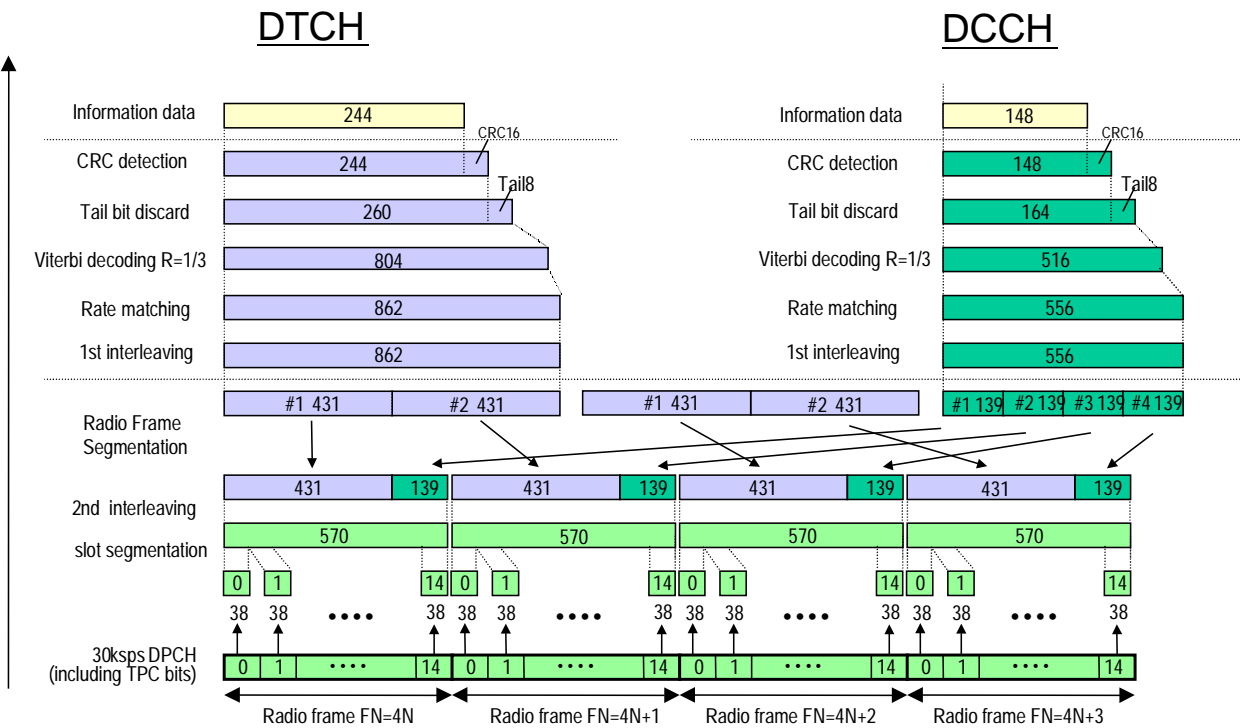 DTCH DCCH
Information data 244 Information data 148
CRC16 CRC16
CRC detection 244 CRC detection 148
Tail8 Tail8
Tail bit discard 260 Tail bit discard 164
Viterbi decoding R=1/3 804 Viterbi decoding R=1/3 516
Rate matching 862 Rate matching 556
1st interleaving 862 1st interleaving 556
#1 431 #2 431 #1 431 #2 431 #1 139 #2 139 #3 139 #4 139
Radio Frame
Segmentation
431 139 431 139 431 139 431 139
2nd interleaving
570 570 570 570
slot segmentation
0 1 14 0 1 14 0 1 14 0 1 14
38 38 •••• 38 38 38 •••• 38 38 38 •••• 38 38 38 •••• 38
30ksps DPCH
(including TPC bits)
0 1 •••• 14 0 1 •••• 14 0 1 •••• 14 0 1 •••• 14
Radio frame FN=4N Radio frame FN=4N+1 Radio frame FN=4N+2 Radio frame FN=4N+3